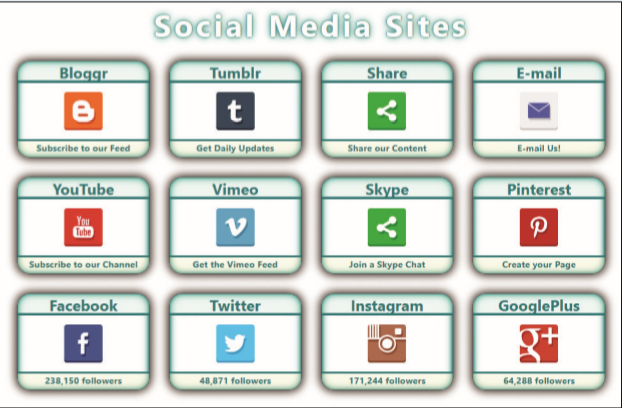 Social Media Sites
Bloggr Tumblr Share E-mail
t
Subscribe to our Feed Get Daily Updates Share our Content E-mail Us!
YouTube Vimeo Skype Pinterest
You
Tube
Subscribe to our Channel Get the Vimeo Feed Join a Skype Chat Create your Page
Facebook Twitter Instagram GooglePlus
f g+
238,150 followers 48,871 followers 171,244 followers 64,288 followers